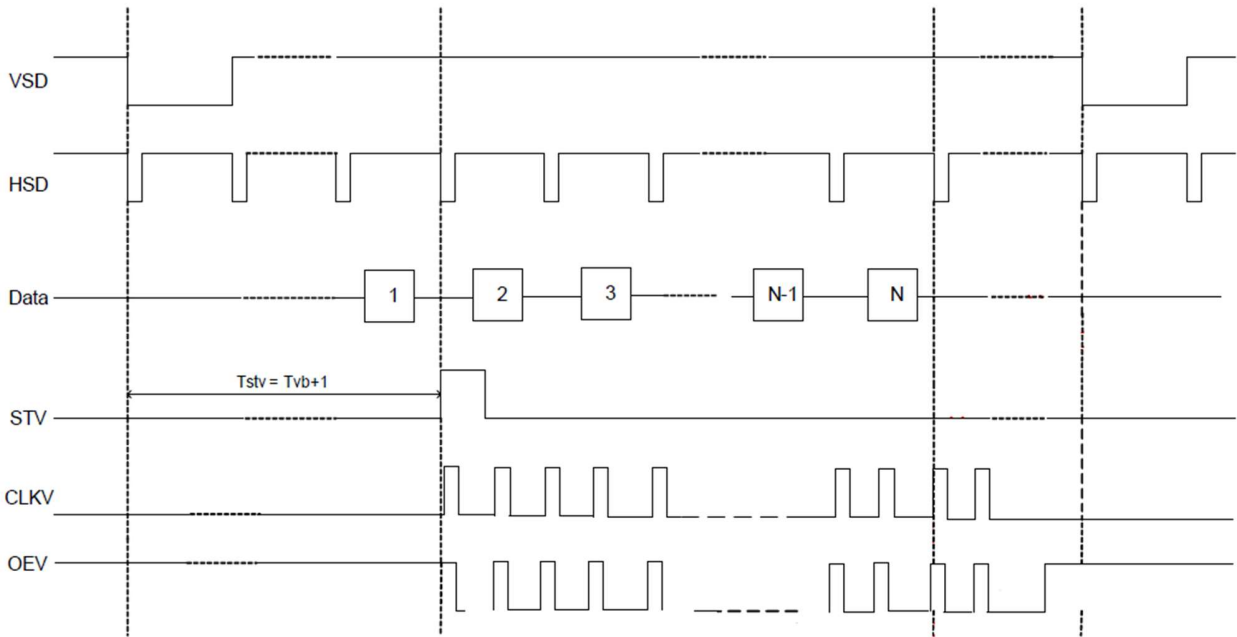 VSD
HSD
Data
1
2
3
N-1
N
Tstv = Tvb+1
STV
CLKV
OEV